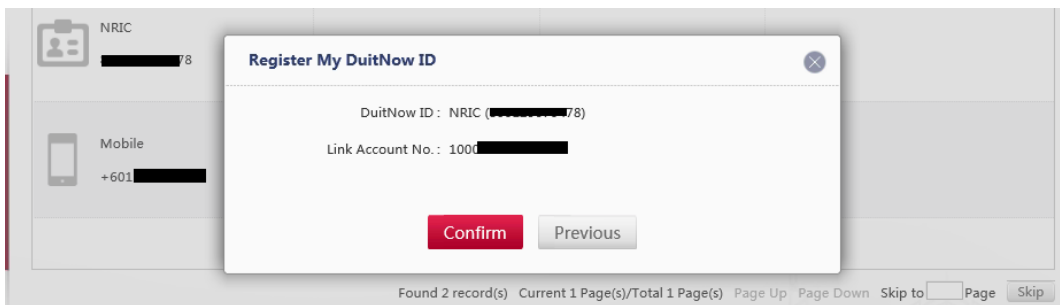 NRIC
78
Mobile
+601
Register My DuitNow ID
DuitNow ID : NRIC ( 78)
Link Account No. : 1000
Confirm
Previous
Found 2 record(s) Current 1 Page(s)/Total 1 Page(s) Page Up Page Down Skip to Page Skip